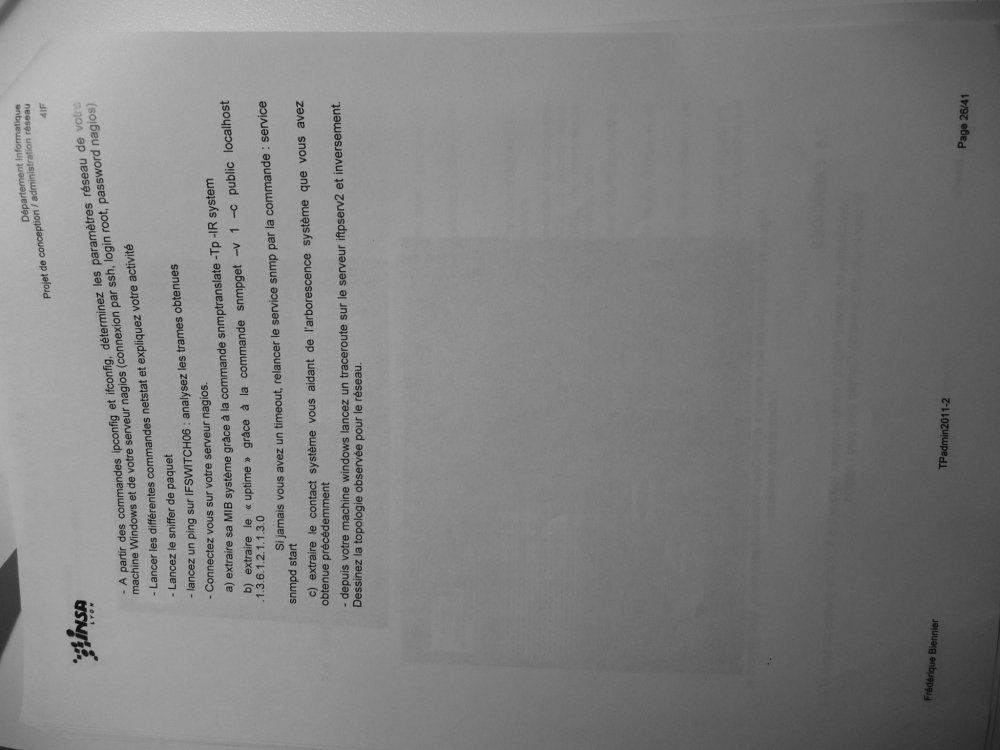 INSA
LYON
Département Informatique
Projet de conception / administration réseau
4IF
- A partir des commandes ipconfig et ifconfig, déterminez les paramètres réseau de votre
machine Windows et de votre serveur nagios (connexion par ssh, login root, password nagios)
- Lancer les différentes commandes netstat et expliquez votre activité
- Lancez le sniffer de paquet
- lancez un ping sur IFSWITCH06 : analysez les trames obtenues
- Connectez vous sur votre serveur nagios.
a) extraire sa MIB système grâce à la commande snmptranslate -Tp -IR system
b) extraire le « uptime » grâce à la commande snmpget –v 1 –c public localhost
.1.3.6.1.2.1.1.3.0
Si jamais vous avez un timeout, relancer le service snmp par la commande : service
snmpd start
c) extraire le contact système vous aidant de l'arborescence système que vous avez
obtenue précédemment
- depuis votre machine windows lancez un traceroute sur le serveur iftpserv2 et inversement.
Dessinez la topologie observée pour le réseau.
Frédérique Biennier
TPadmin2011-2
Page 26/41